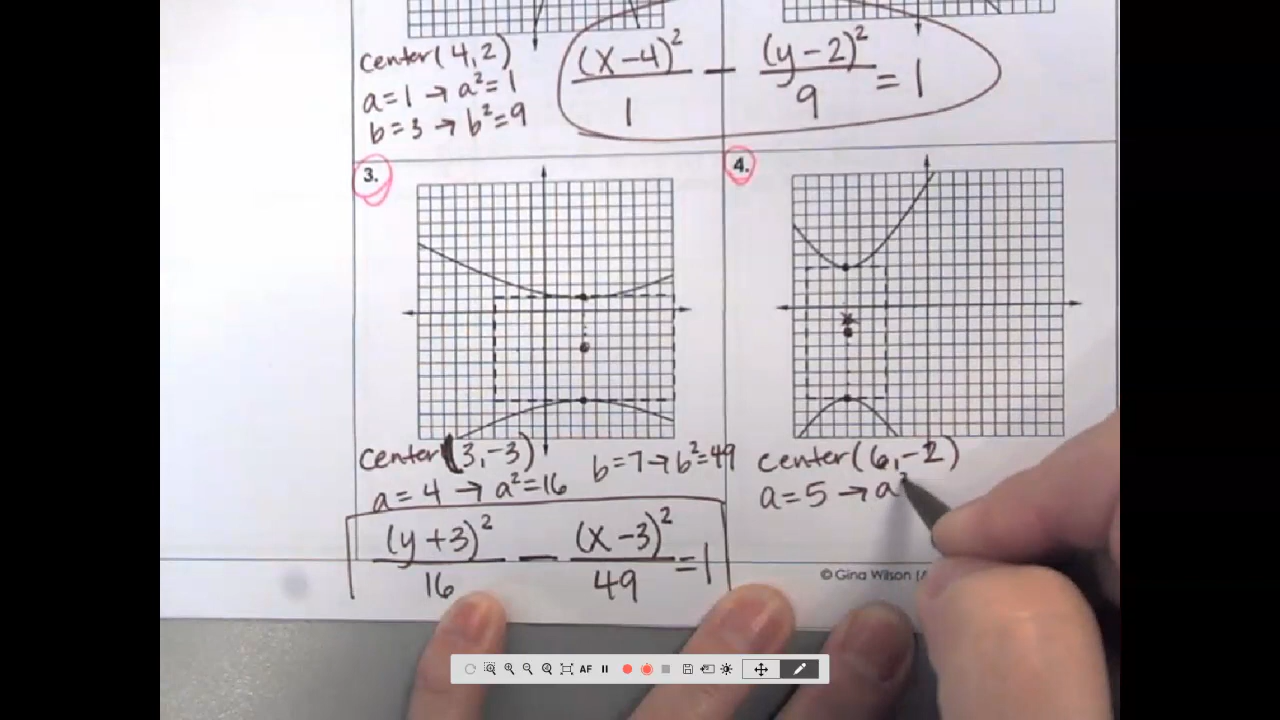 center(4,2)
a=1 → a²=1
b=3 → b²=9
(x-4)²/1 - (y-2)²/9 = 1
3.
center(3,-3)
a=4 → a²=16
b=7→b²=49
(y+3)²/16 - (x-3)²/49 =1
4.
center(6,-2)
a=5 → a²
© Gina Wilson (A
AF